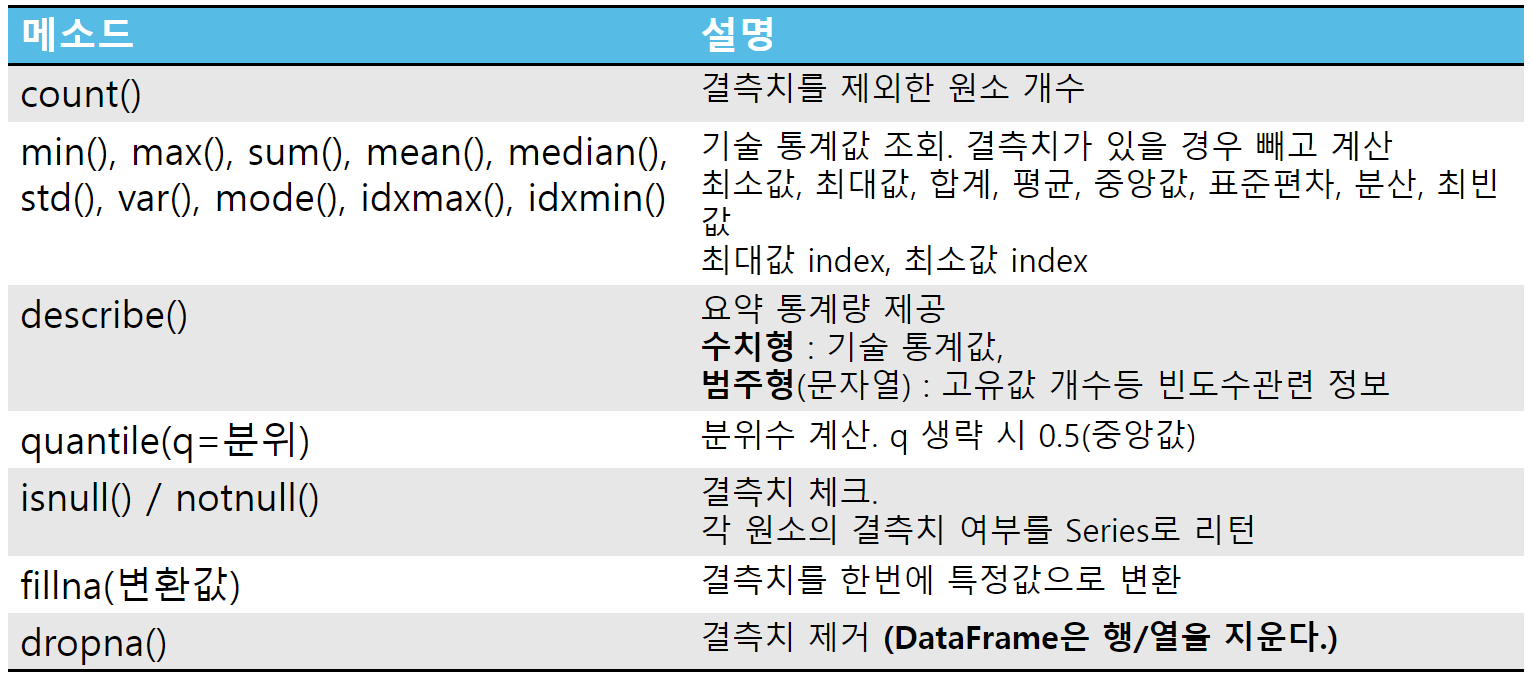 메소드
설명
count()
결측치를 제외한 원소 개수
min(), max(), sum(), mean(), median(),
std(), var(), mode(), idxmax(), idxmin()
기술 통계값 조회. 결측치가 있을 경우 빼고 계산
최소값, 최대값, 합계, 평균, 중앙값, 표준편차, 분산, 최빈
값
최대값 index, 최소값 index
describe()
요약 통계량 제공
수치형 : 기술 통계값,
범주형(문자열) : 고유값 개수등 빈도수관련 정보
quantile(q=분위)
분위수 계산. q 생략 시 0.5(중앙값)
isnull() / notnull()
결측치 체크.
각 원소의 결측치 여부를 Series로 리턴
fillna(변환값)
결측치를 한번에 특정값으로 변환
dropna()
결측치 제거 (DataFrame은 행/열을 지운다.)